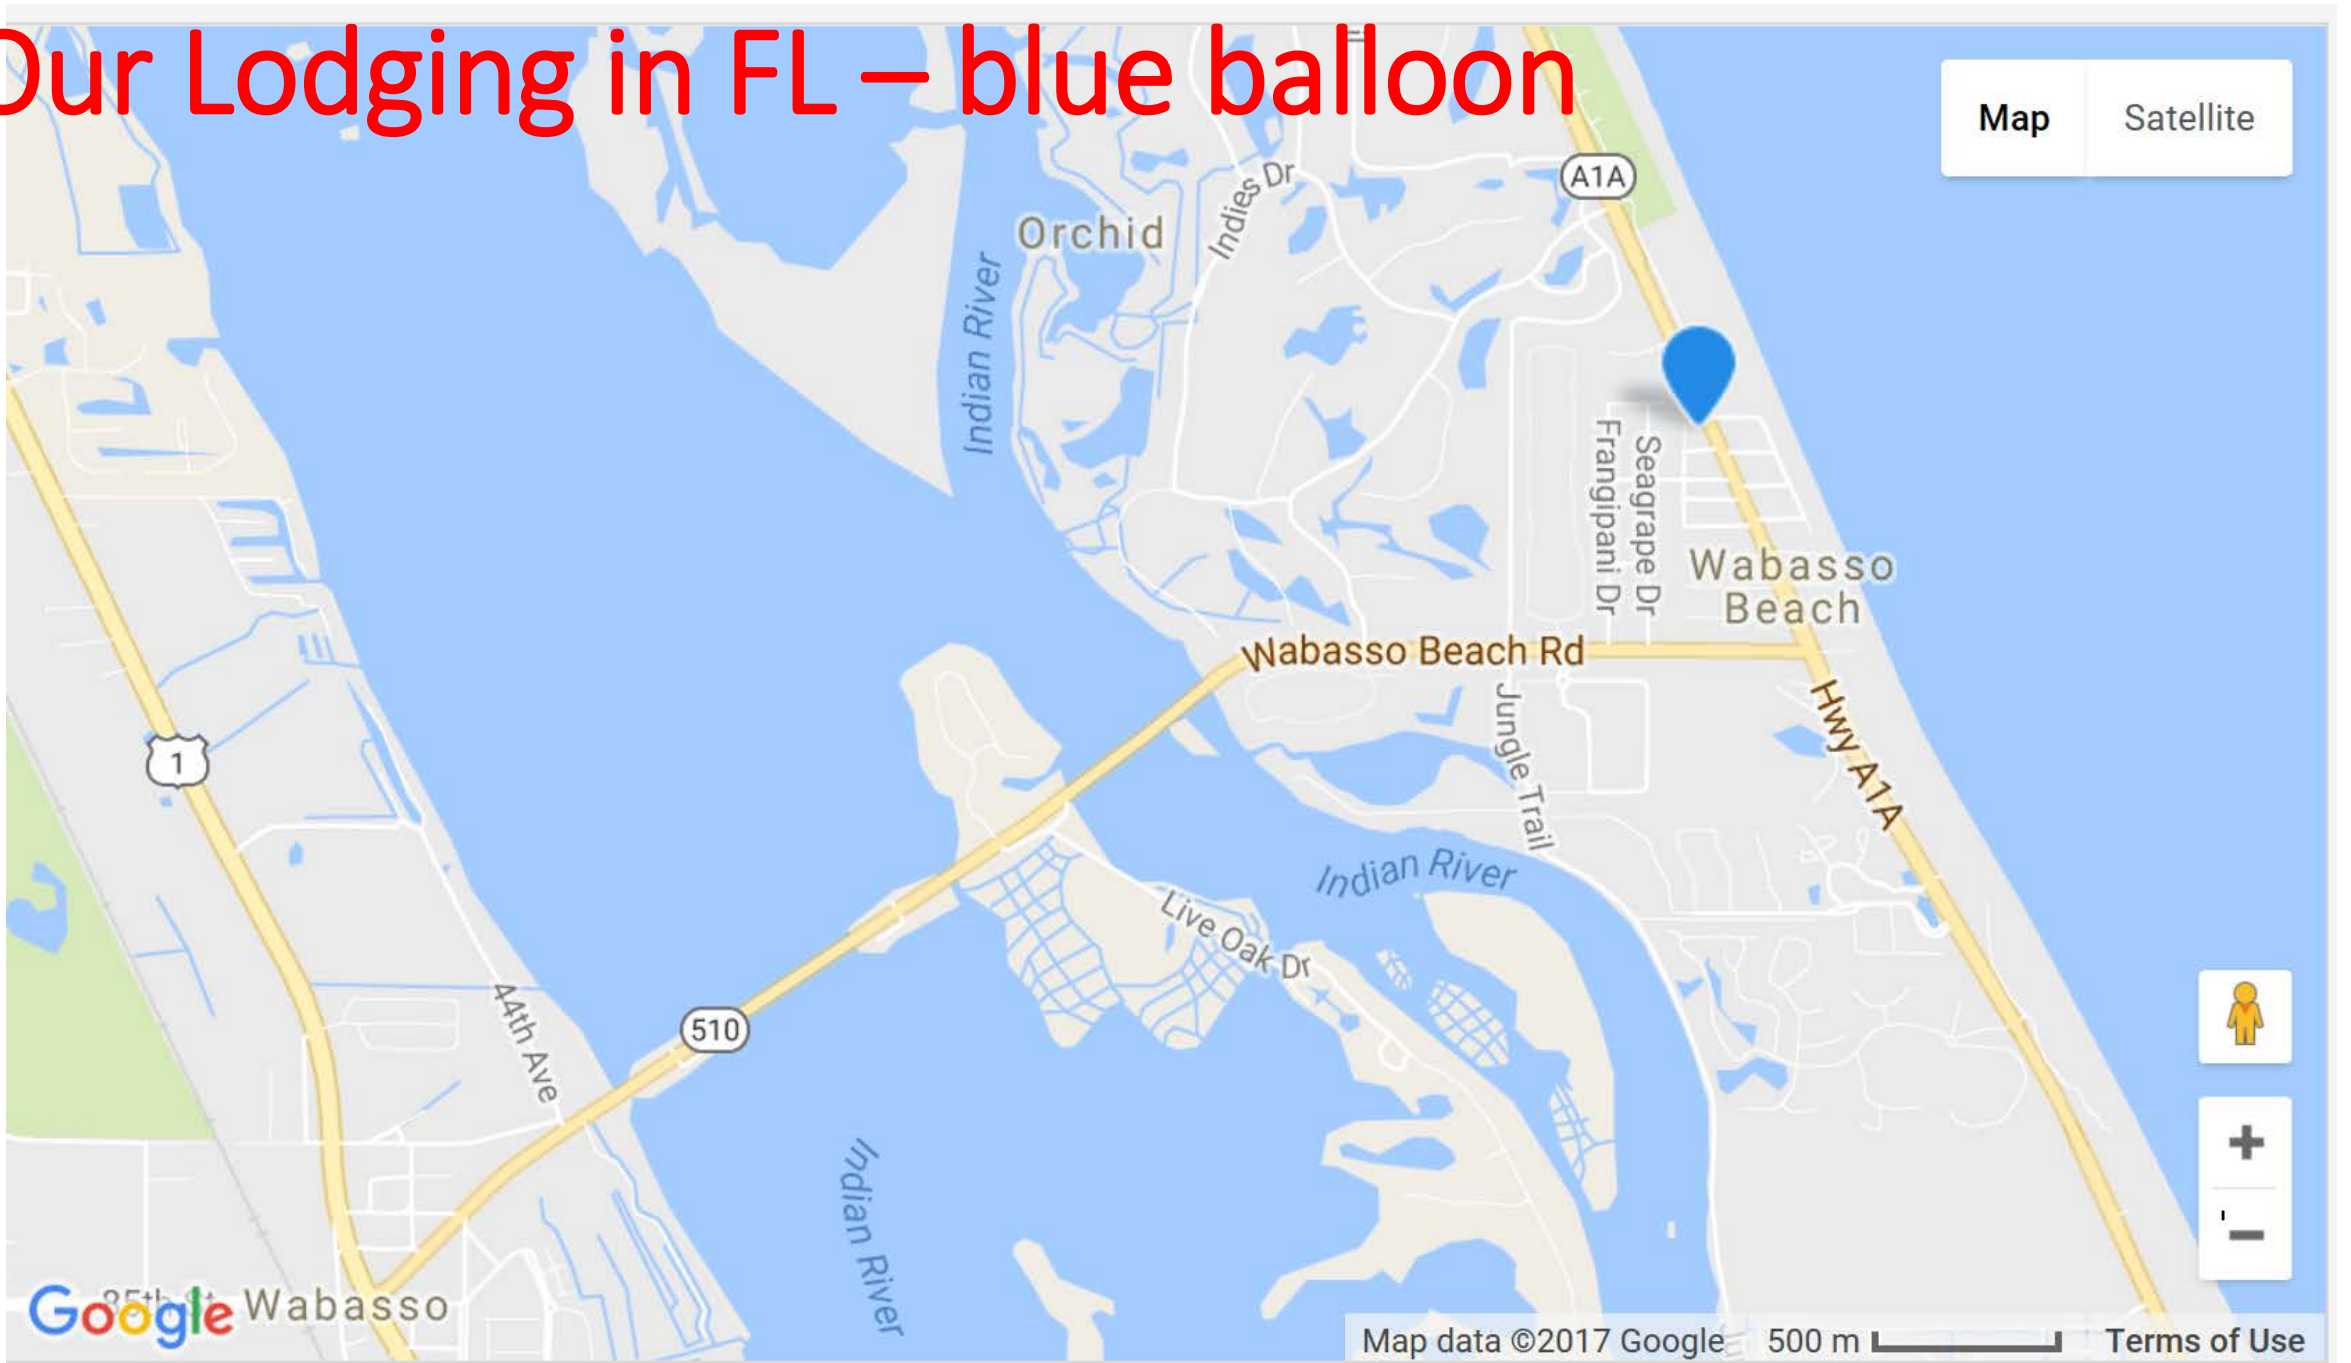 Our Lodging in FL – blue balloon
Map
Satellite
A1A
Indies Dr
Orchid
Indian River
Frangipani Dr
Seagrape Dr
Wabasso
Beach
Wabasso Beach Rd
Hwy A1A
Jungle Trail
1
Indian River
Live Oak Dr
44th Ave
510
Indian River
Google
Wabasso
Map data ©2017 Google
500 m
Terms of Use